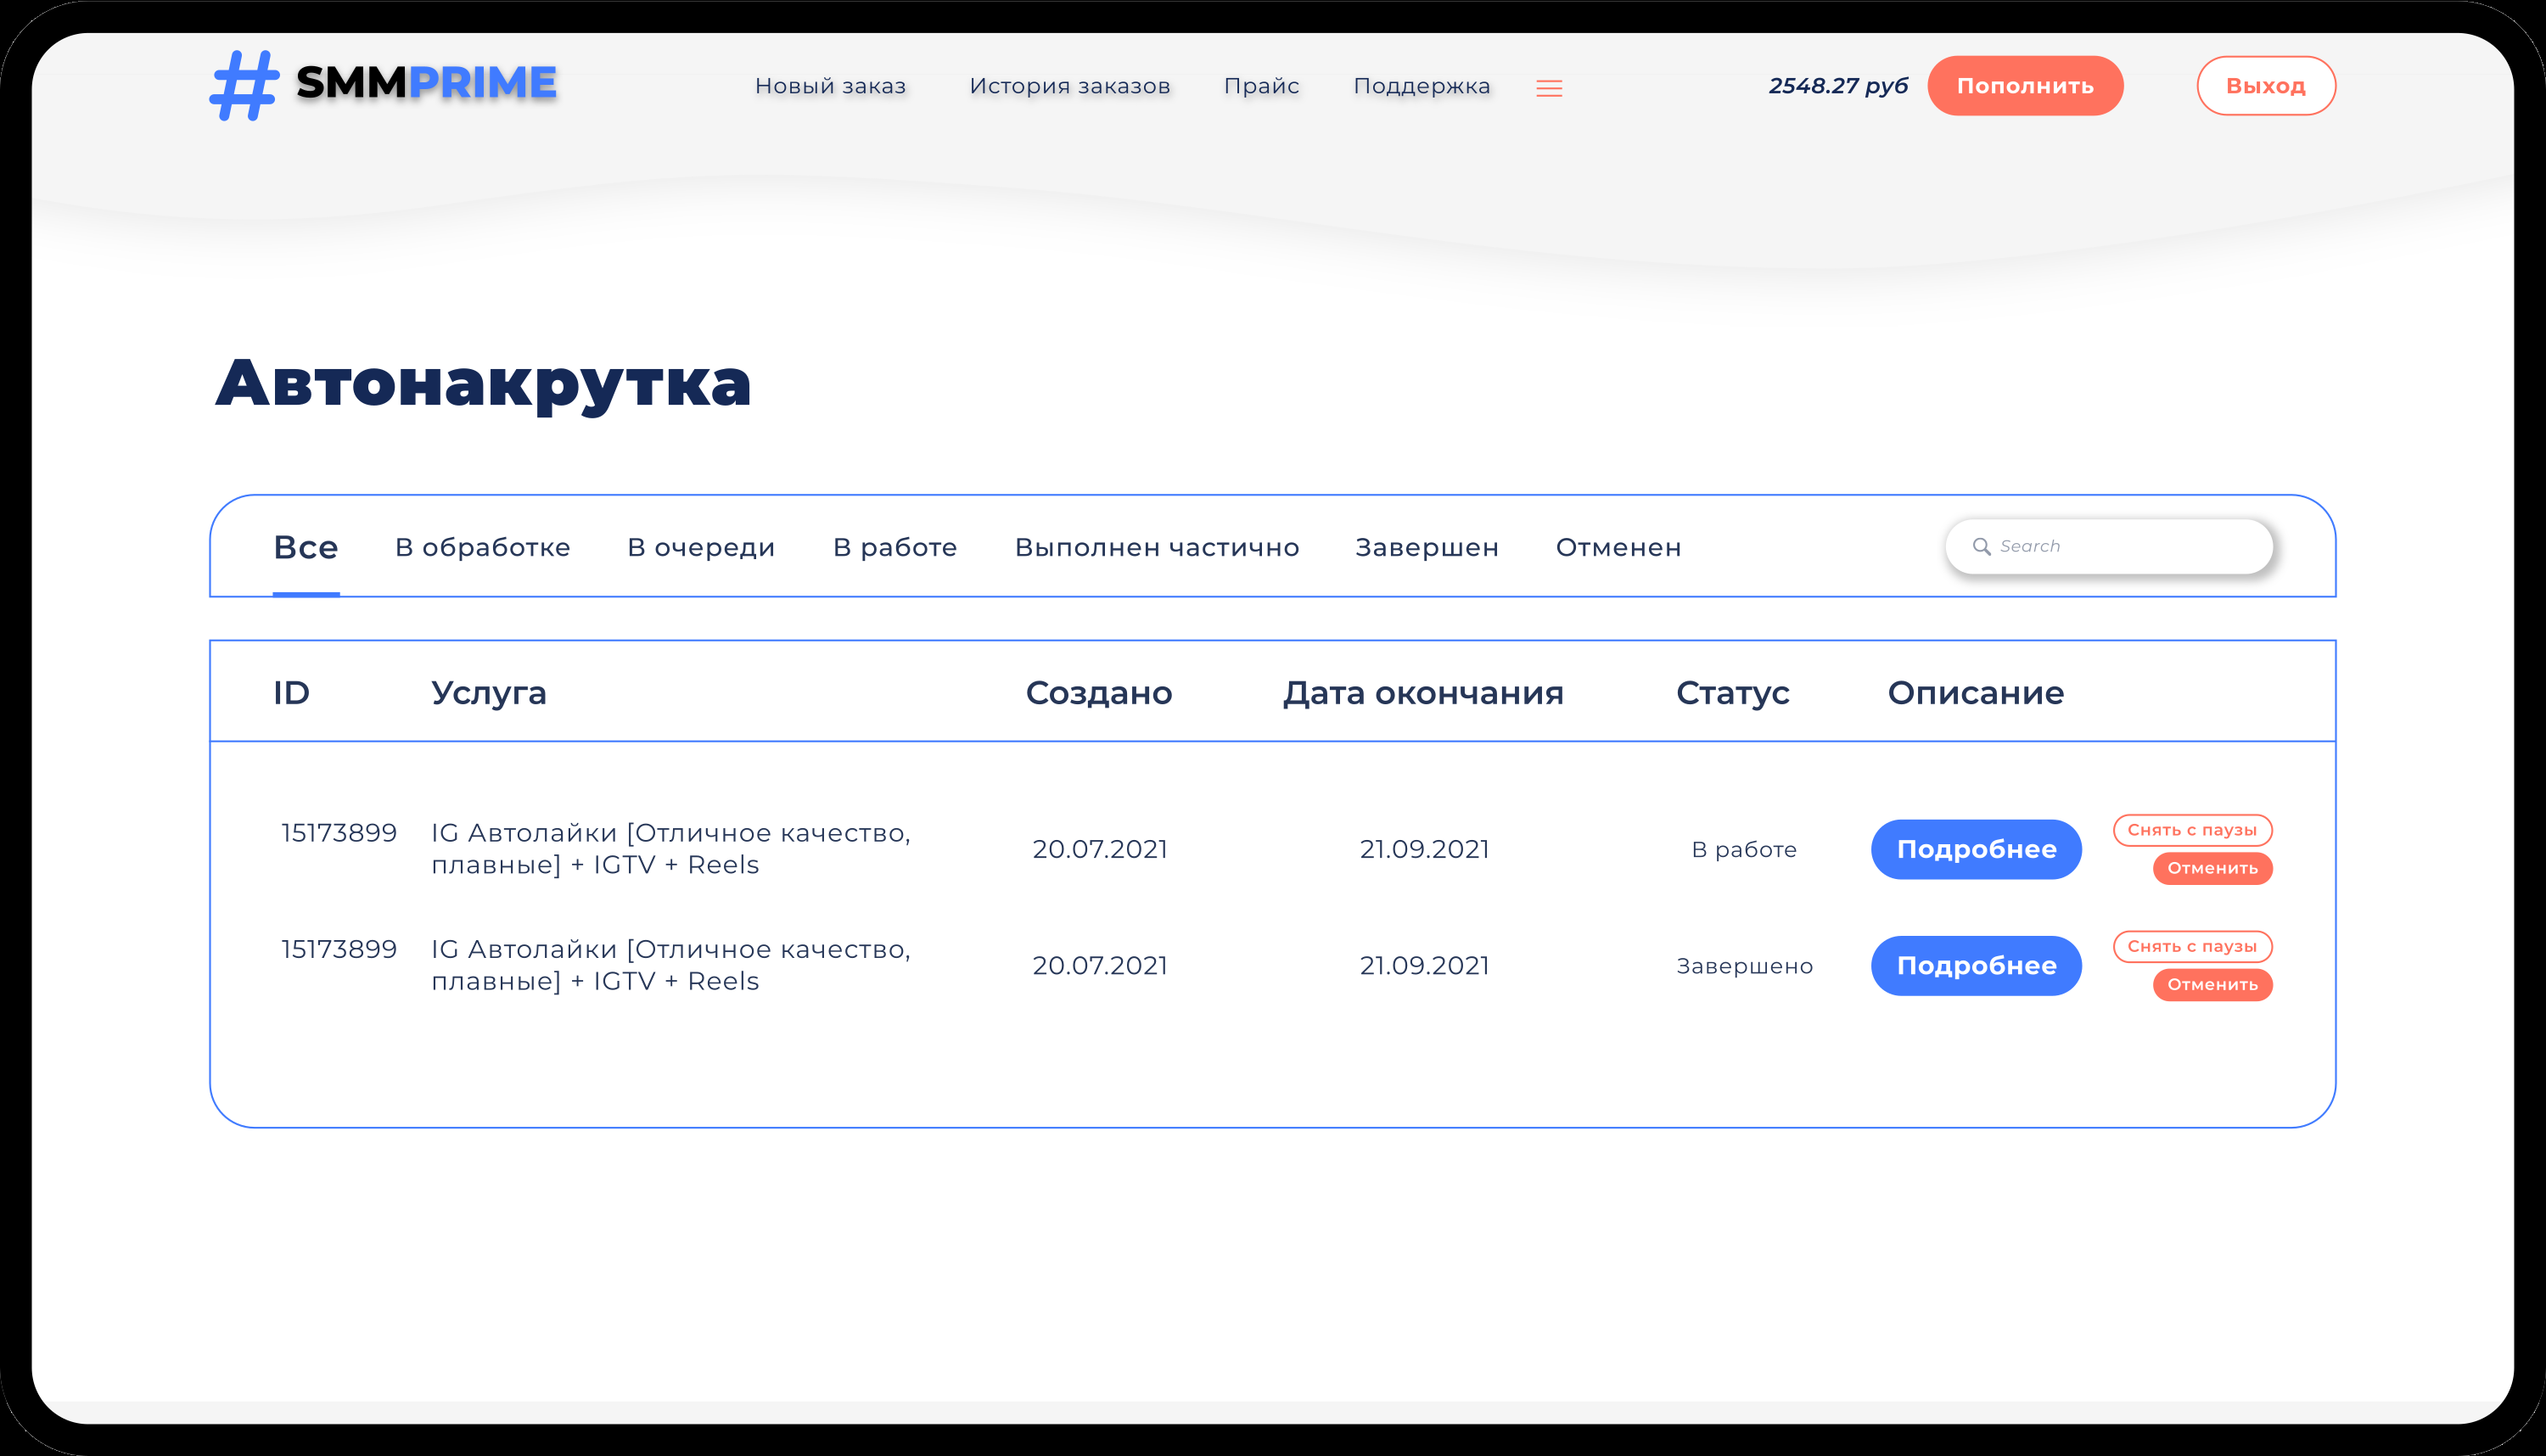 # SMMPRIME
Новый заказ История заказов Прайс Поддержка 2548.27 руб Пополнить Выход
Автонакрутка
Все В обработке В очереди В работе Выполнен частично Завершен Отменен Search
ID Услуга Создано Дата окончания Статус Описание
15173899 IG Автолайки [Отличное качество,
плавные] + IGTV + Reels
20.07.2021 21.09.2021 В работе Подробнее
Снять с паузы
Отменить
15173899 IG Автолайки [Отличное качество,
плавные] + IGTV + Reels
20.07.2021 21.09.2021 Завершено Подробнее
Снять с паузы
Отменить